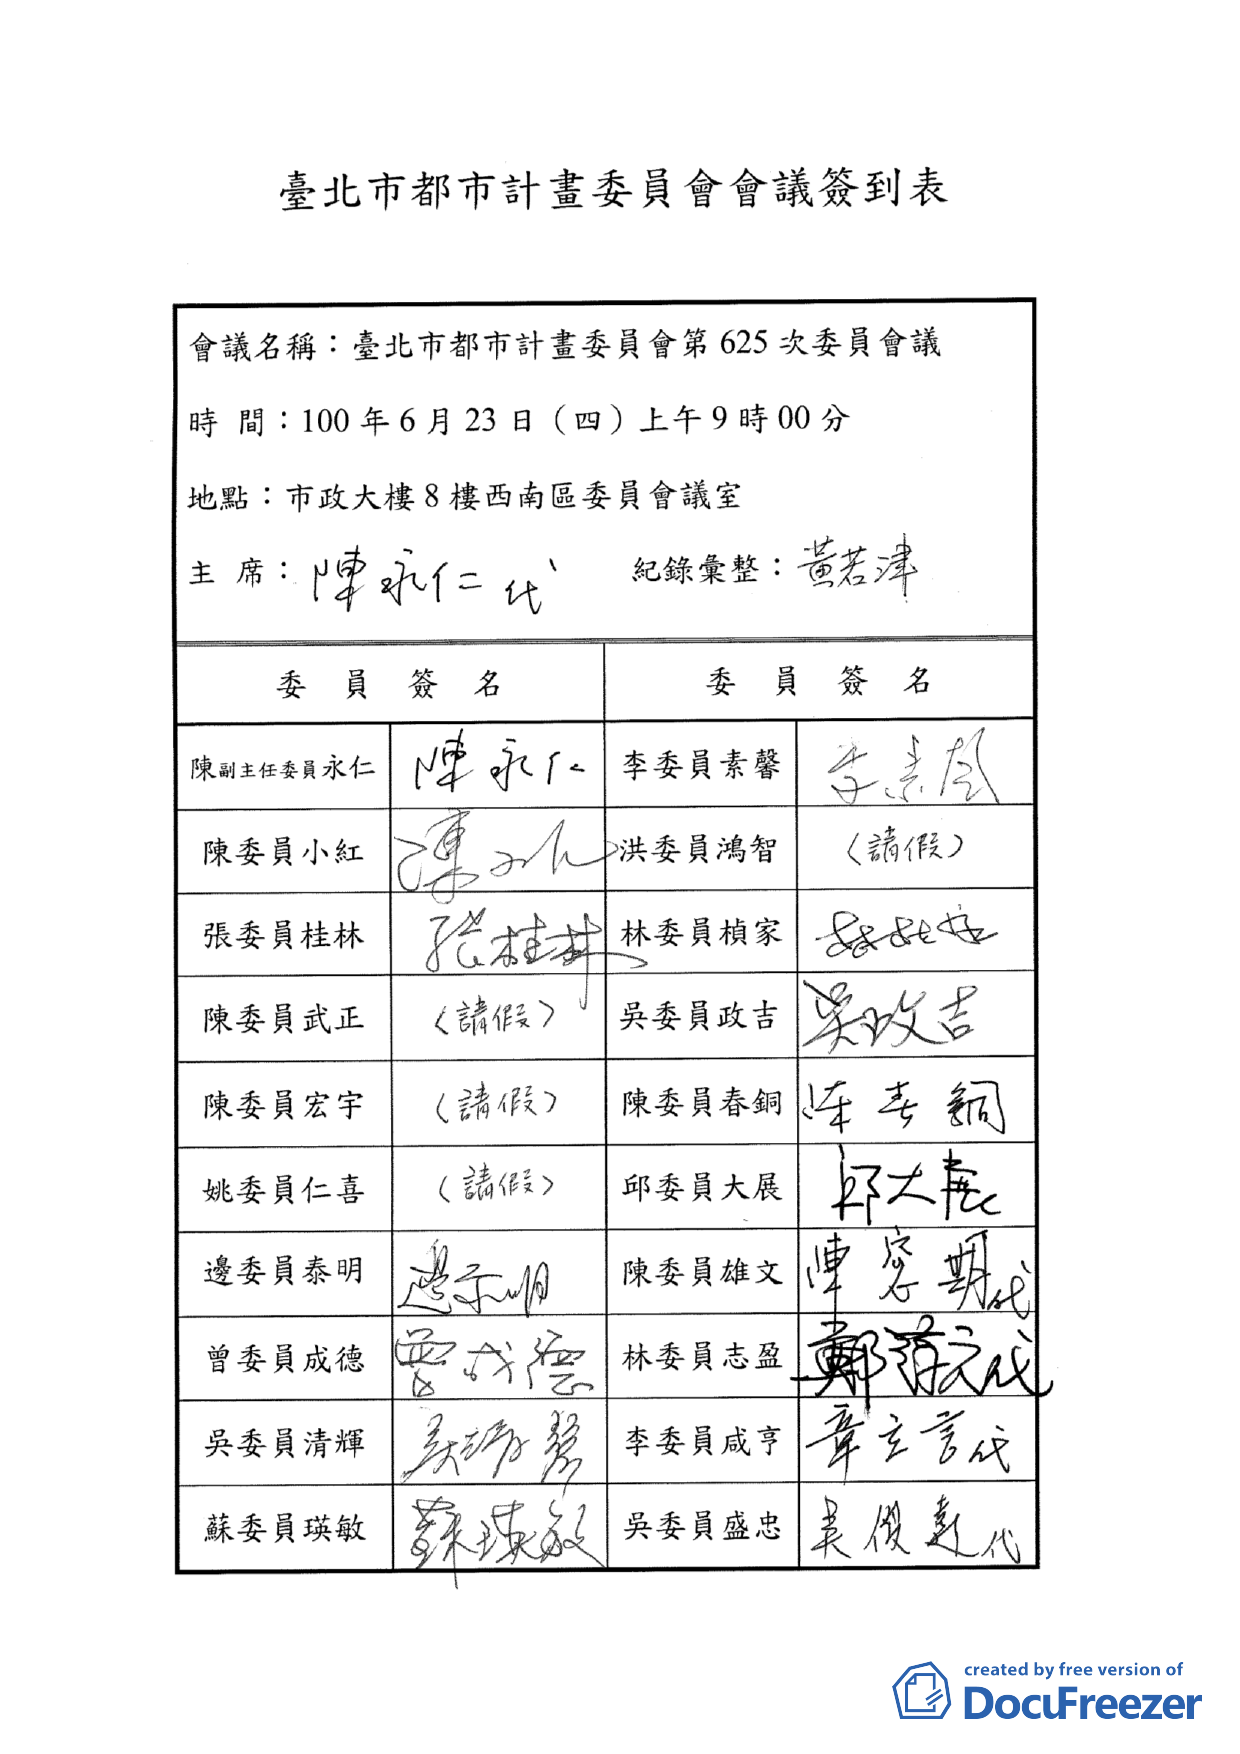 臺北市都市計畫委員會會議簽到表
會議名稱：臺北市都市計畫委員會第 625 次委員會議
時 間：100 年 6 月 23 日（四）上午 9 時 00 分
地點：市政大樓 8 樓西南區委員會議室
主 席：陳永仁代 紀錄彙整：黃若津
委 員 簽 名 委 員 簽 名
陳副主任委員永仁 陳永仁 李委員素馨 李素馨
陳委員小紅 陳小紅 洪委員鴻智 （請假）
張委員桂林 張桂林 林委員楨家
陳委員武正 （請假） 吳委員政吉 吳政吉
陳委員宏宇 （請假） 陳委員春銅 陳春銅
姚委員仁喜 （請假） 邱委員大展 邱大展
邊委員泰明 邊泰明 陳委員雄文 陳 期代
曾委員成德 曾成德 林委員志盈 鄭 代
吳委員清輝 吳清輝 李委員咸亨 章立言代
蘇委員瑛敏 蘇瑛敏 吳委員盛忠 吳俊 代
created by free version of
DocuFreezer